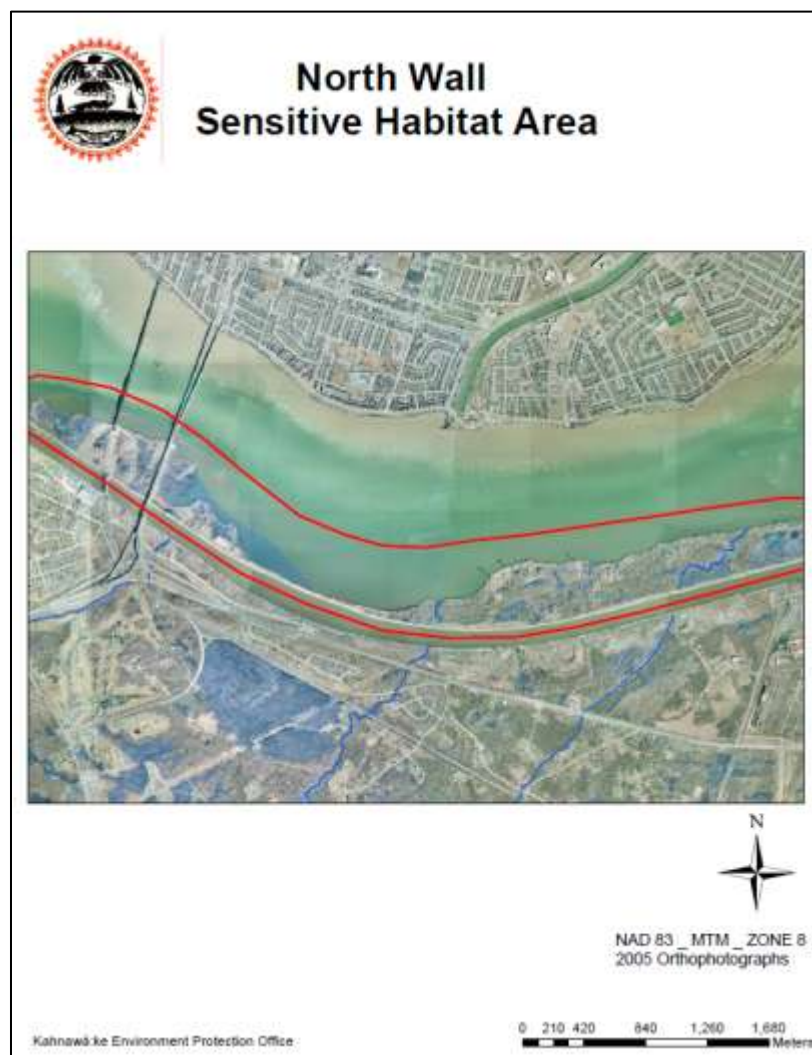 North Wall
Sensitive Habitat Area
N
NAD 83 _ MTM _ ZONE 8
2005 Orthophotographs
Kahnawá:ke Environment Protection Office
0 210 420 840 1,260 1,680
Meters